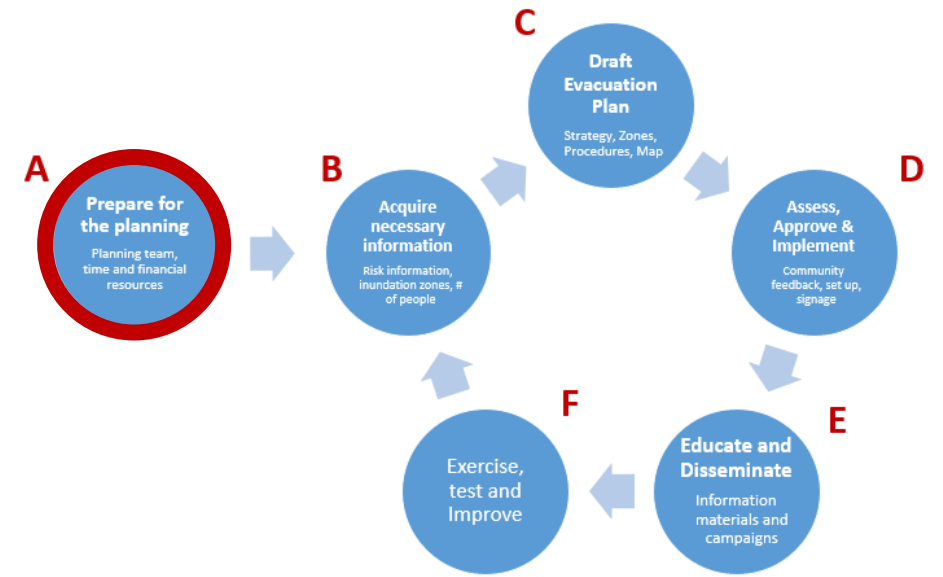 A
Prepare for
the planning
Planning team,
time and financial
resources
B
Acquire
necessary
information
Risk information,
inundation zones, #
of people
C
Draft
Evacuation
Plan
Strategy, Zones,
Procedures, Map
D
Assess,
Approve &
Implement
Community
feedback, set up,
signage
E
Educate and
Disseminate
Information
materials and
campaigns
F
Exercise,
test and
Improve